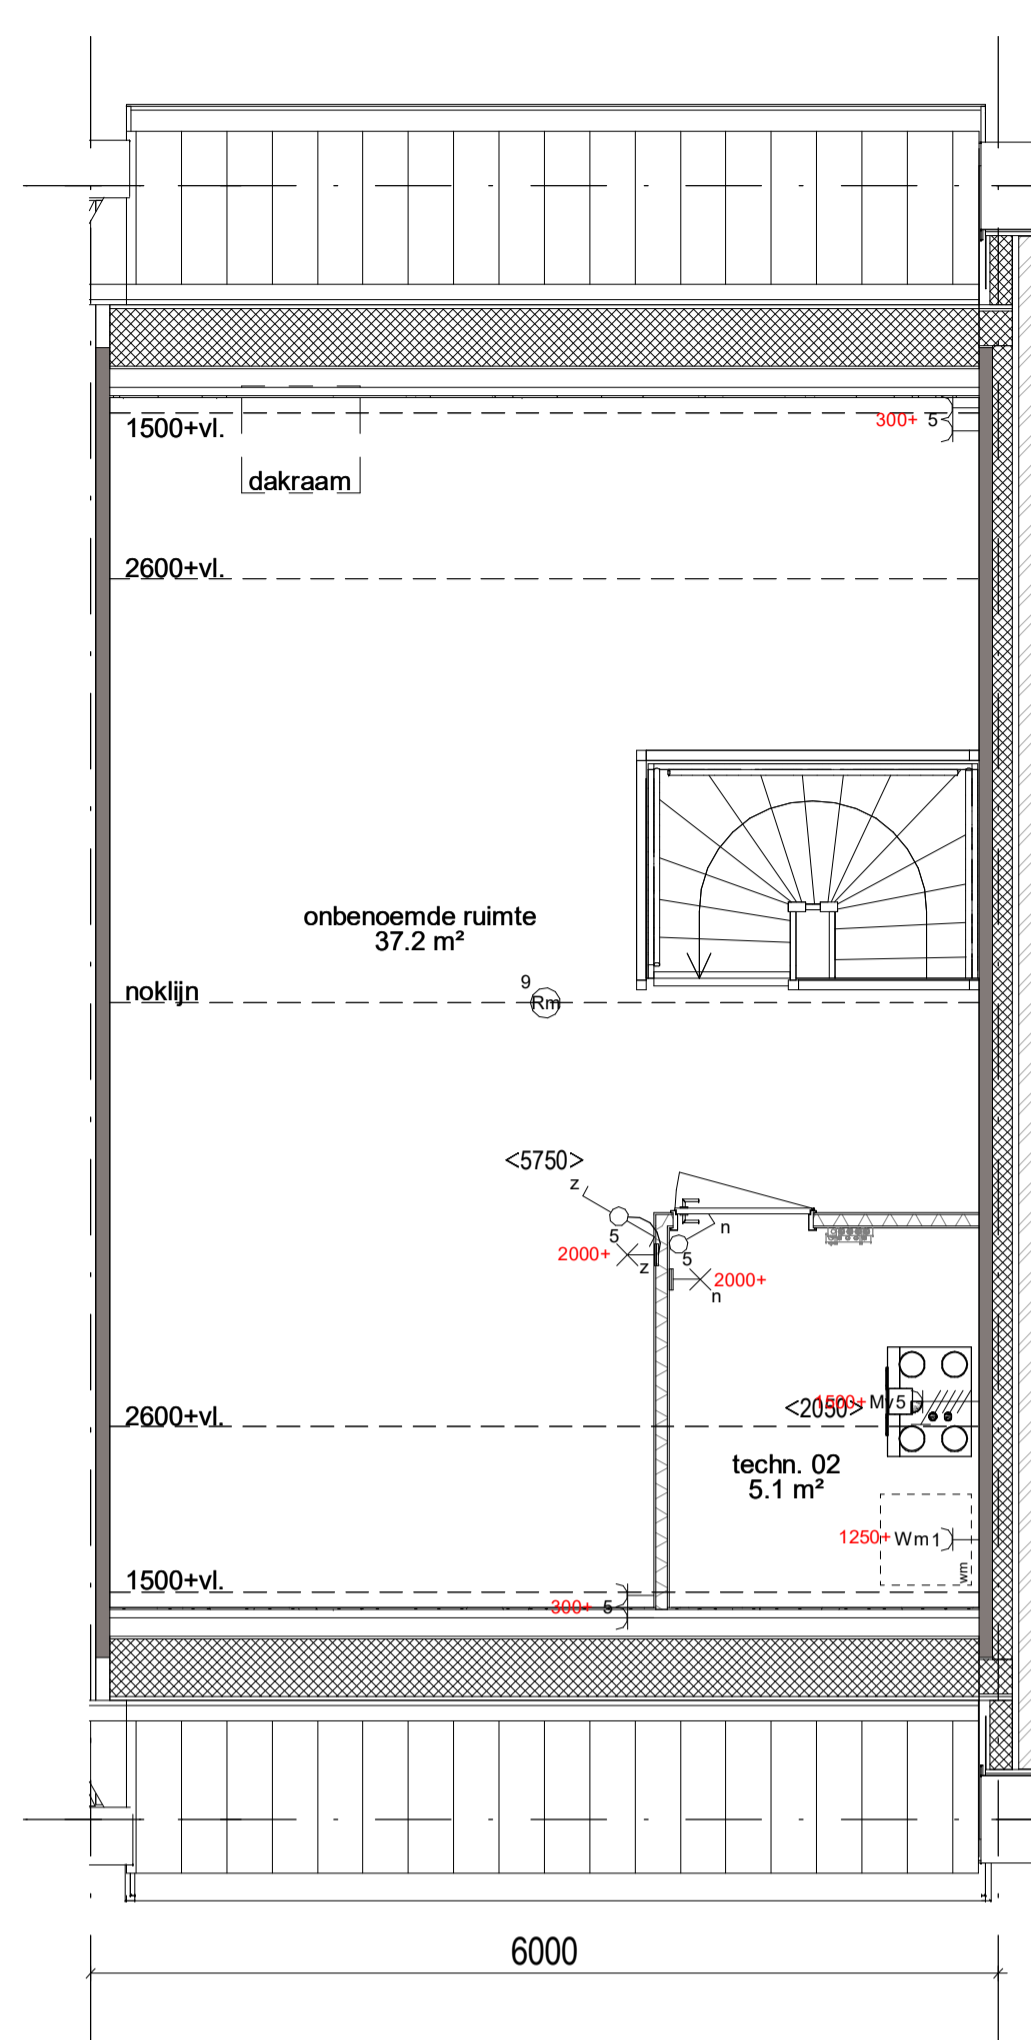 300+ 5
1500+vl.
dakraam
2600+vl.
onbenoemde ruimte
37.2 m²
noklijn
9
Rm
<5750>
z
5
n
5
2000+
z
2000+
n
2600+vl.
1500+ Mv 5
<2050>
techn. 02
5.1 m²
1250+ Wm 1
wm
1500+vl.
300+ 5
6000